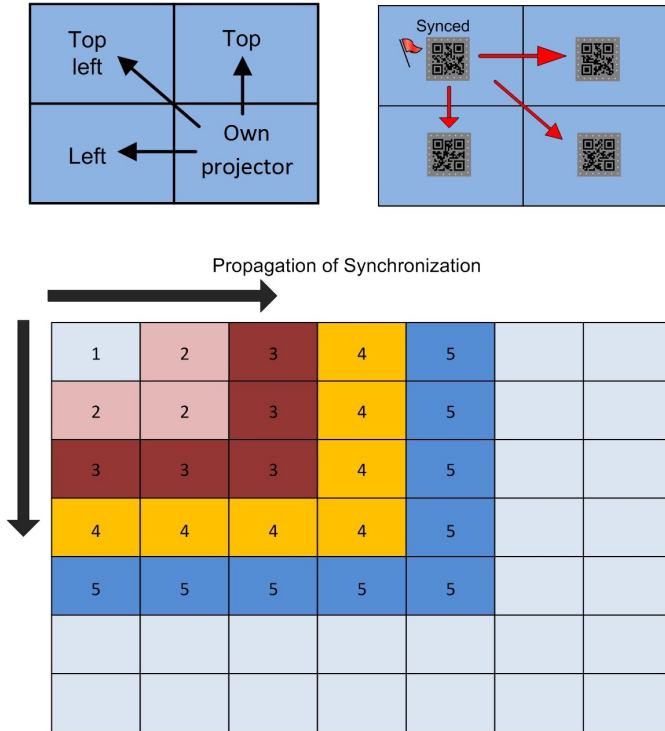 Top
left
Top
Left
Own
projector
Synced
Propagation of Synchronization
1 2 3 4 5
2 2 3 4 5
3 3 3 4 5
4 4 4 4 5
5 5 5 5 5